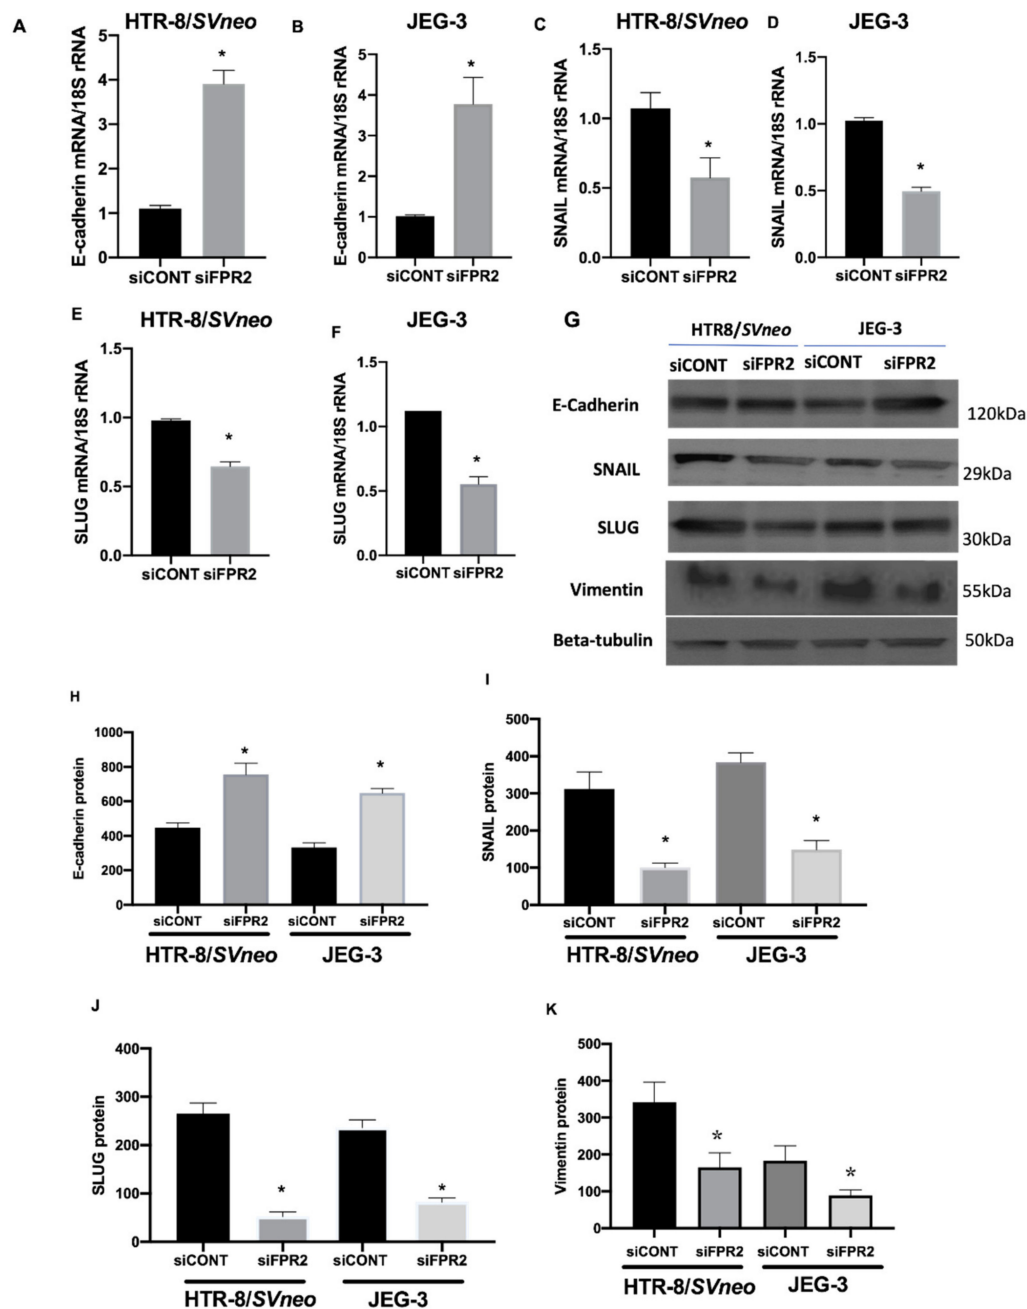 A
HTR-8/SVneo
E-cadherin mRNA/18S rRNA
5
4
3
2
1
0
*
siCONT siFPR2
B
JEG-3
E-cadherin mRNA/18S rRNA
5
4
3
2
1
0
*
siCONT siFPR2
C
HTR-8/SVneo
SNAIL mRNA/18S rRNA
1.5
1.0
0.5
0.0
*
siCONT siFPR2
D
JEG-3
SNAIL mRNA/18S rRNA
1.5
1.0
0.5
0.0
*
siCONT siFPR2
E
HTR-8/SVneo
SLUG mRNA/18S rRNA
1.5
1.0
0.5
0.0
*
siCONT siFPR2
F
JEG-3
SLUG mRNA/18S rRNA
1.5
1.0
0.5
0.0
*
siCONT siFPR2
G
HTR8/SVneo JEG-3
siCONT siFPR2 siCONT siFPR2
E-Cadherin 120kDa
SNAIL 29kDa
SLUG 30kDa
Vimentin 55kDa
Beta-tubulin 50kDa
H
E-cadherin protein
1000
800
600
400
200
0
* *
siCONT siFPR2 siCONT siFPR2
HTR-8/SVneo JEG-3
I
SNAIL protein
500
400
300
200
100
0
* *
siCONT siFPR2 siCONT siFPR2
HTR-8/SVneo JEG-3
J
SLUG protein
400
300
200
100
0
* *
siCONT siFPR2 siCONT siFPR2
HTR-8/SVneo JEG-3
K
Vimentin protein
500
400
300
200
100
0
* *
siCONT siFPR2 siCONT siFPR2
HTR-8/SVneo JEG-3